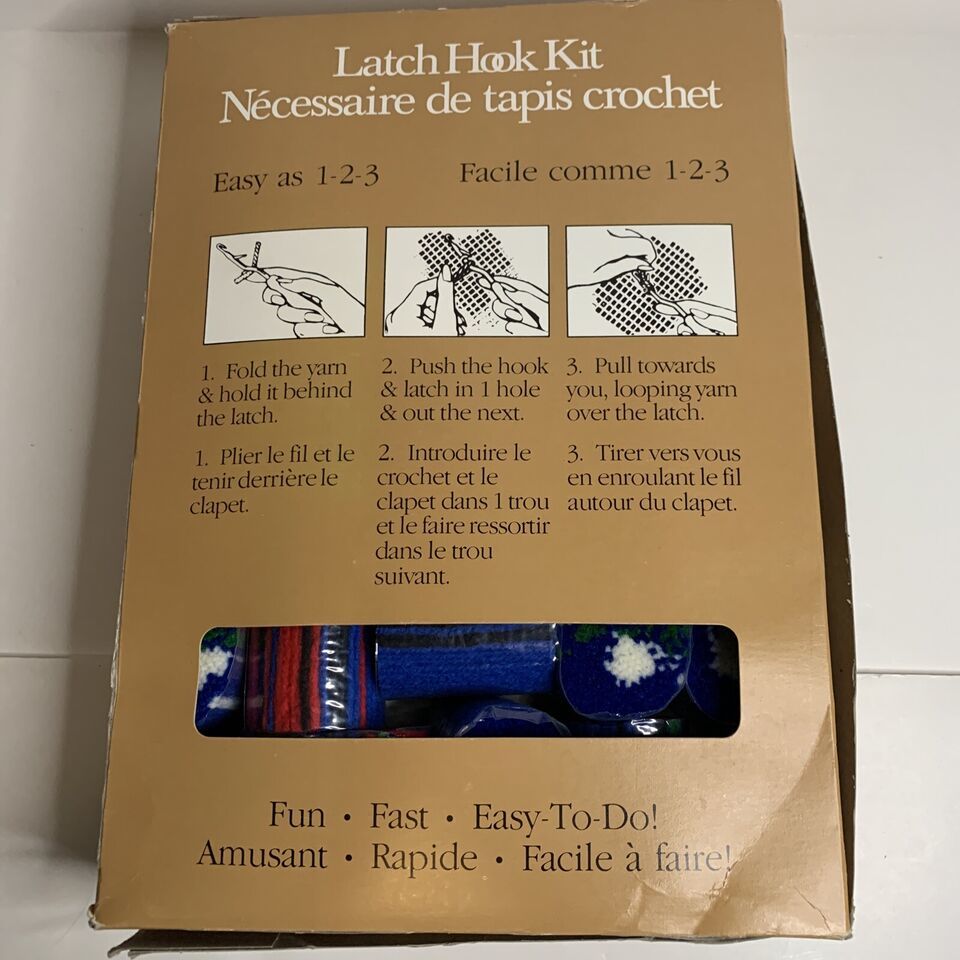 Latch Hook Kit
Nécessaire de tapis crochet
Easy as 1-2-3
Facile comme 1-2-3
1. Fold the yarn
& hold it behind
the latch.
2. Push the hook
& latch in 1 hole
& out the next.
3. Pull towards
you, looping yarn
over the latch.
1. Plier le fil et le
tenir derrière le
clapet.
2. Introduire le
crochet et le
clapet dans 1 trou
et le faire ressortir
dans le trou
suivant.
3. Tirer vers vous
en enroulant le fil
autour du clapet.
Fun • Fast • Easy-To-Do!
Amusant • Rapide • Facile à faire!